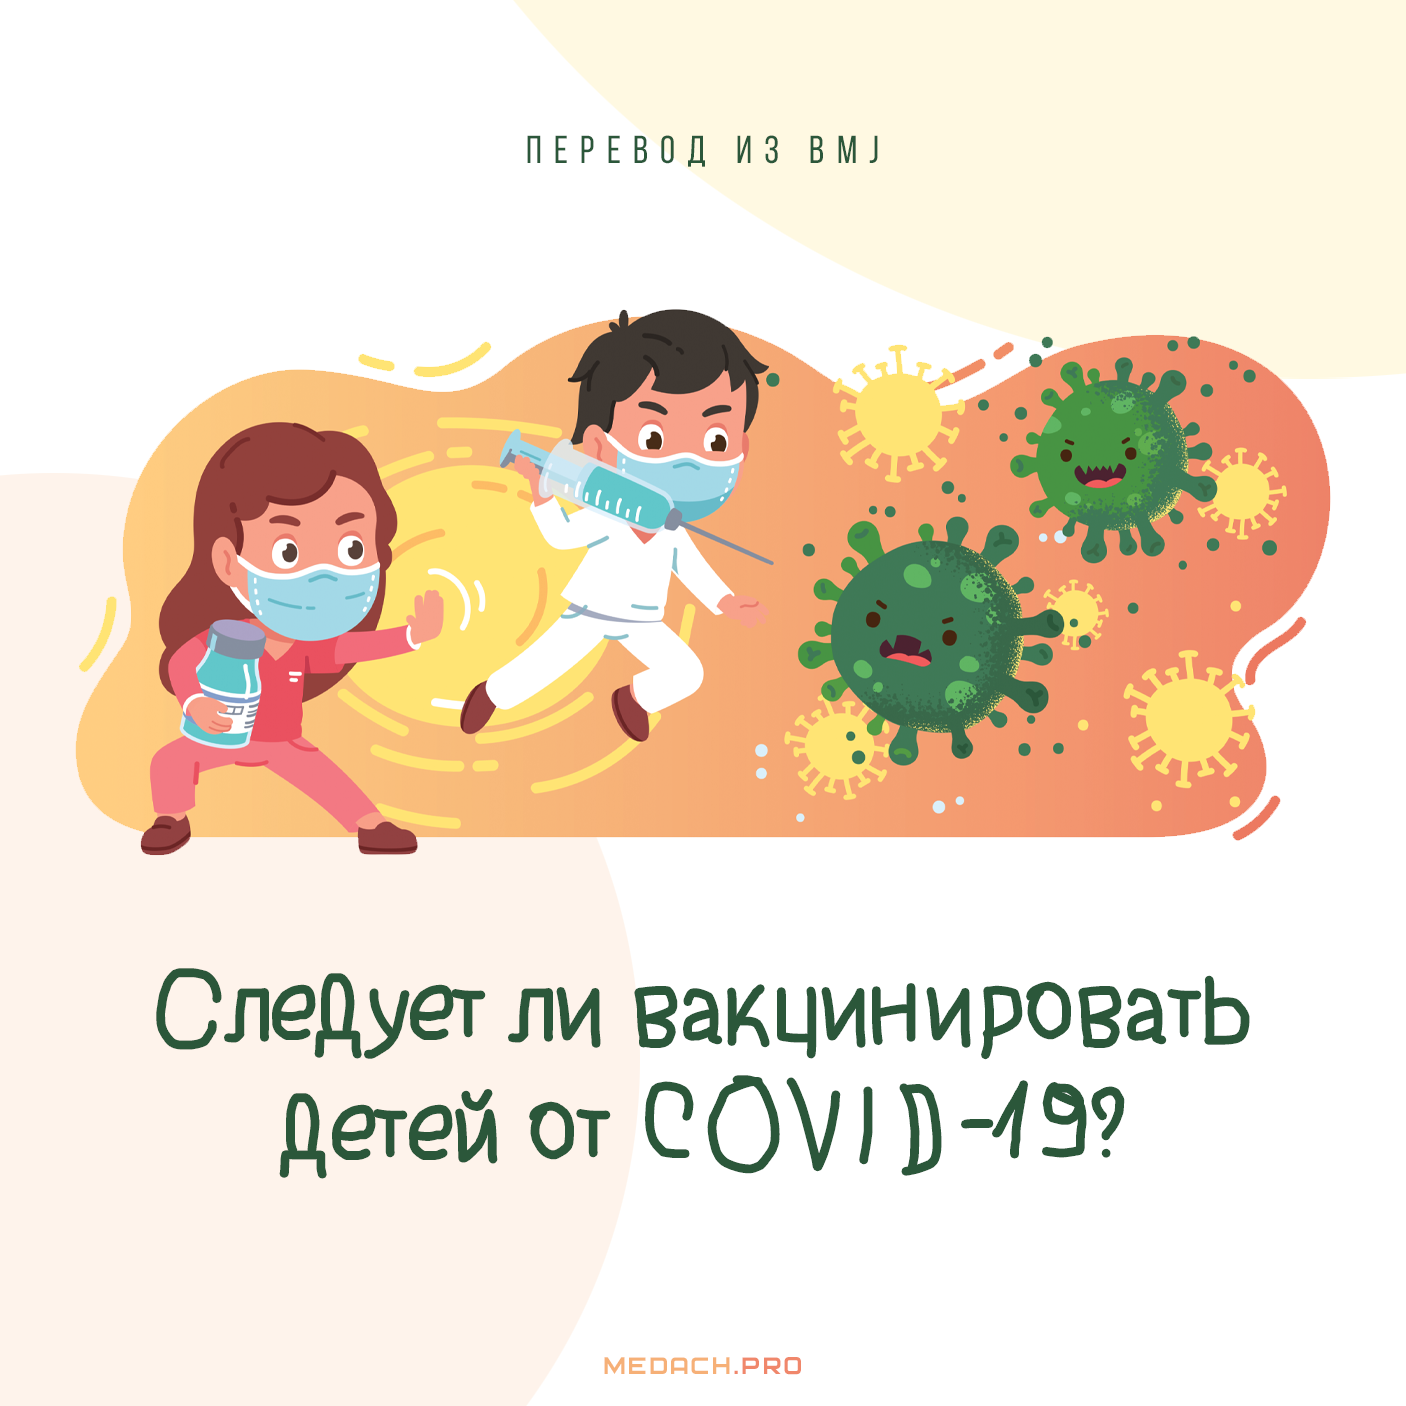 ПЕРЕВОД ИЗ BMJ
Следует ли вакцинировать
детей от COVID-19?
MEDACH.PRO